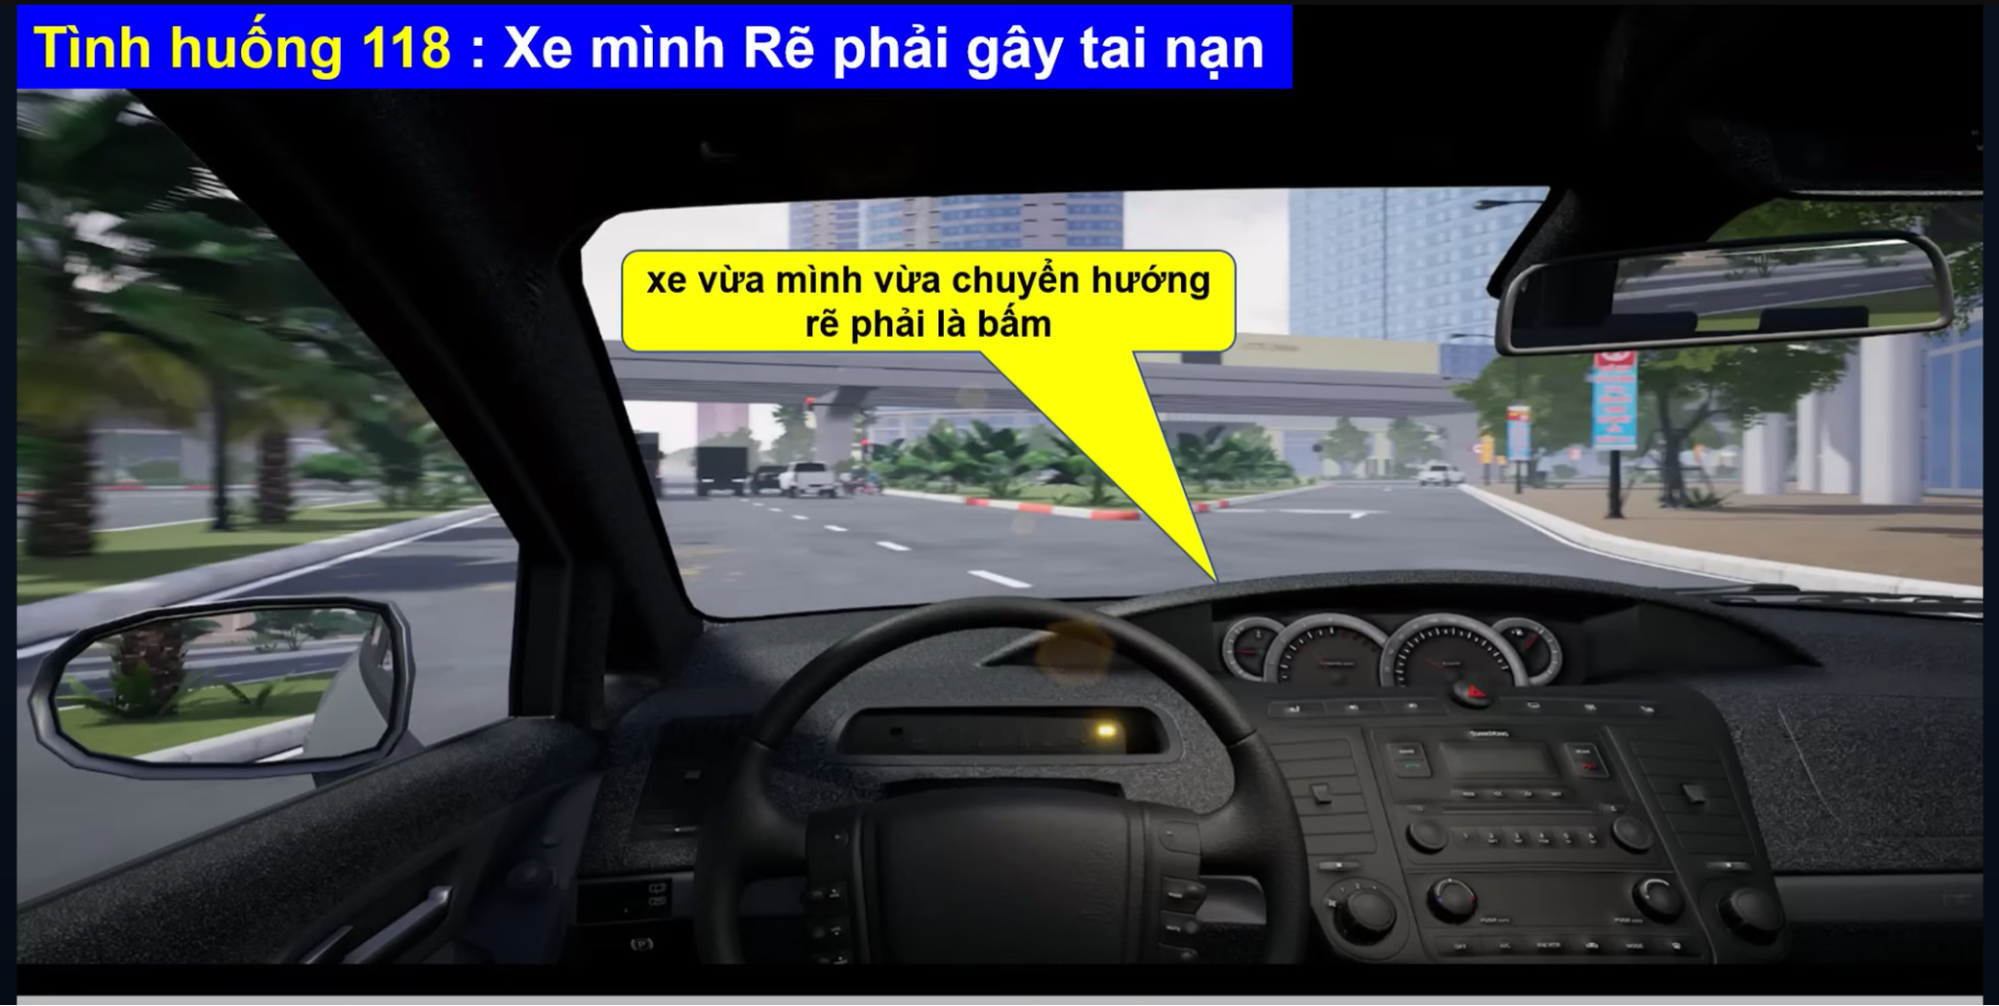 Tình huống 118 : Xe mình Rẽ phải gây tai nạn
xe vừa mình vừa chuyển hướng
rẽ phải là bấm